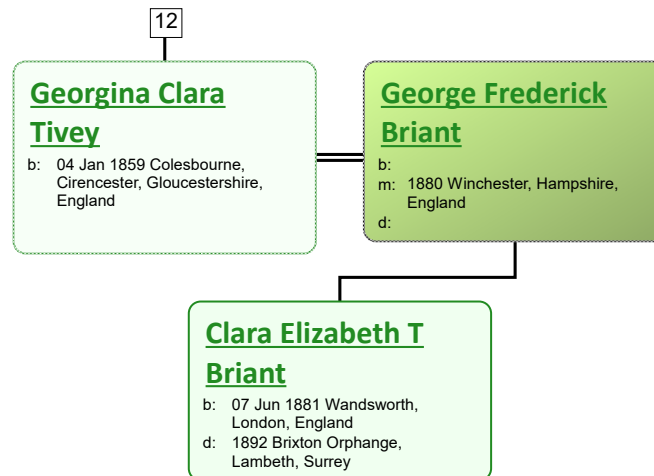 12
Georgina Clara
Tivey
b: 04 Jan 1859 Colesbourne,
Cirencester, Gloucestershire,
England
George Frederick
Briant
b:
m: 1880 Winchester, Hampshire,
England
d:
Clara Elizabeth T
Briant
b: 07 Jun 1881 Wandsworth,
London, England
d: 1892 Brixton Orphange,
Lambeth, Surrey